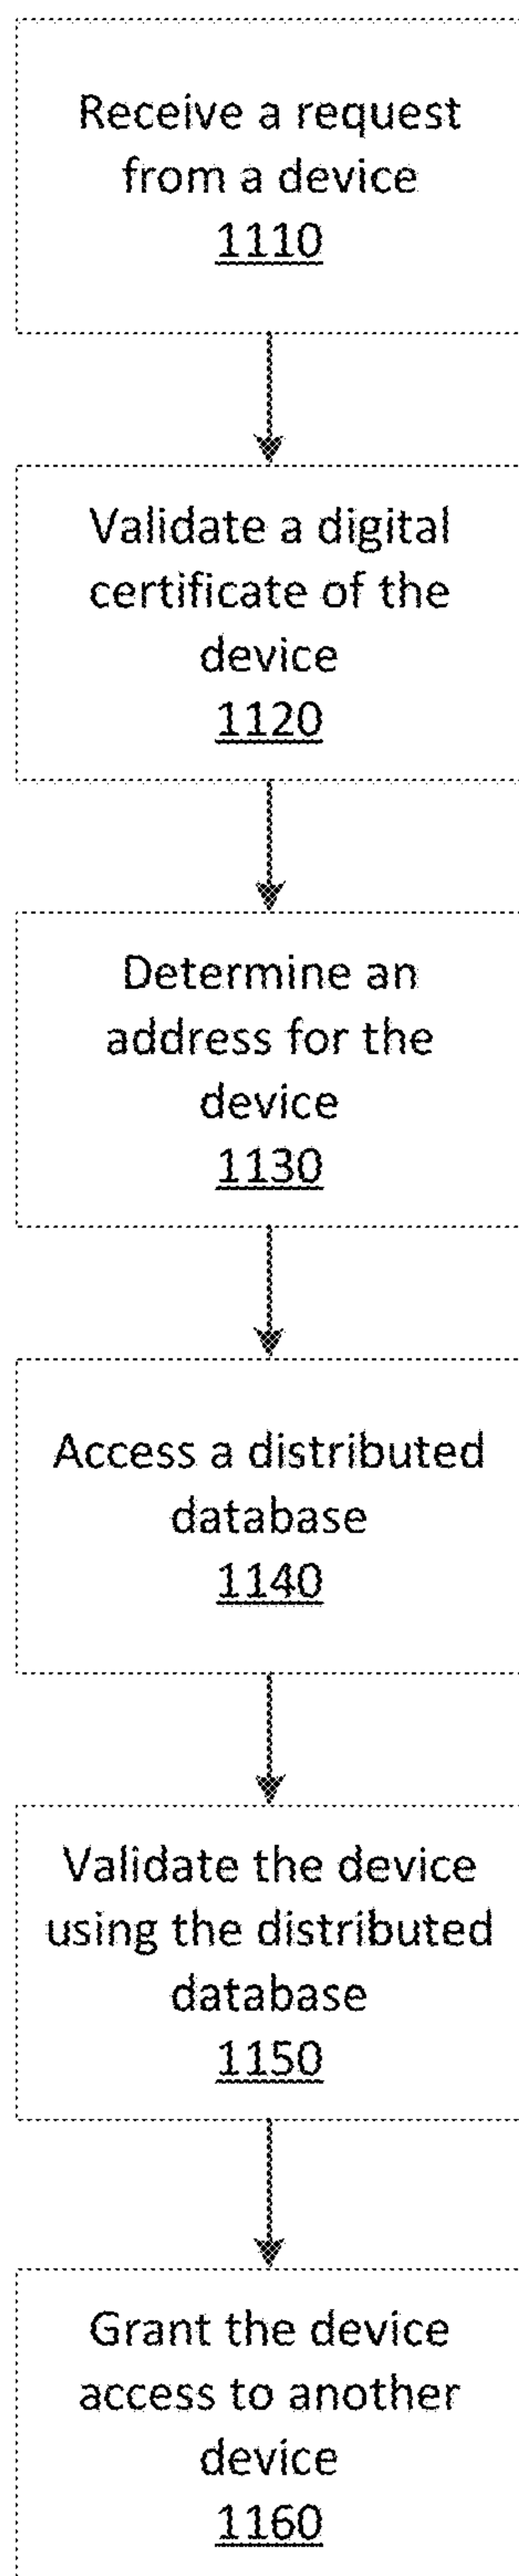 Receive a request
from a device
1110
Validate a digital
certificate of the
device
1120
Determine an
address for the
device
1130
Access a distributed
database
1140
Validate the device
using the distributed
database
1150
Grant the device
access to another
device
1160